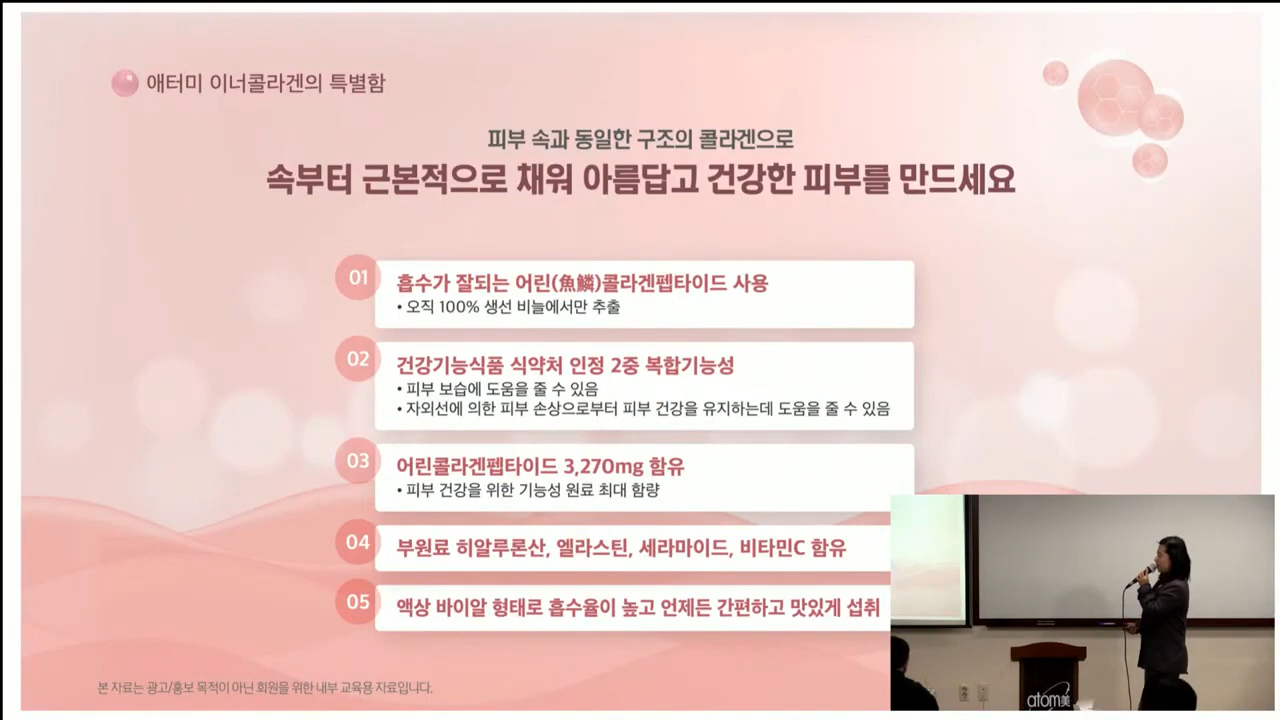 애터미 이너콜라겐의 특별함
피부 속과 동일한 구조의 콜라겐으로
속부터 근본적으로 채워 아름답고 건강한 피부를 만드세요
01
흡수가 잘되는 어린(魚鱗)콜라겐펩타이드 사용
• 오직 100% 생선 비늘에서만 추출
02
건강기능식품 식약처 인정 2중 복합기능성
• 피부 보습에 도움을 줄 수 있음
• 자외선에 의한 피부 손상으로부터 피부 건강을 유지하는데 도움을 줄 수 있음
03
어린콜라겐펩타이드 3,270mg 함유
• 피부 건강을 위한 기능성 원료 최대 함량
04
부원료 히알루론산, 엘라스틴, 세라마이드, 비타민C 함유
05
액상 바이알 형태로 흡수율이 높고 언제든 간편하고 맛있게 섭취
본 자료는 광고/홍보 목적이 아닌 회원을 위한 내부 교육용 자료입니다.
atom美